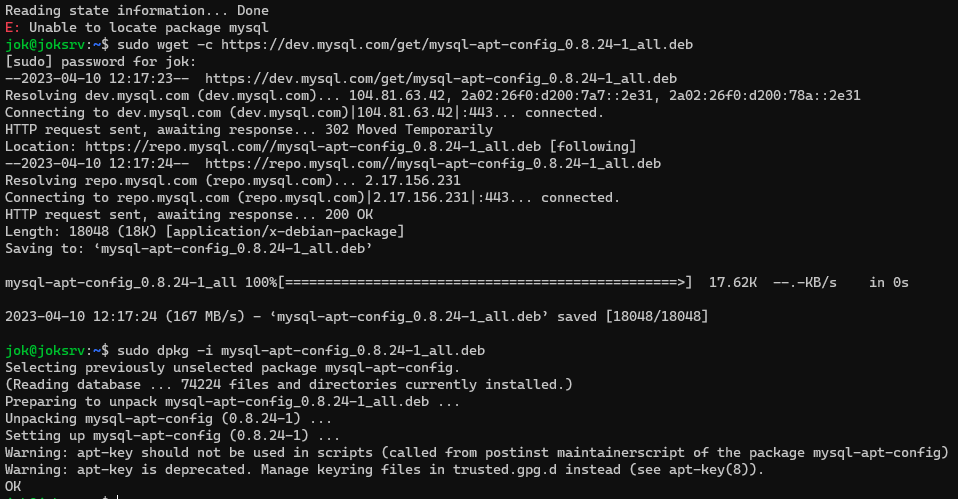 Reading state information... Done
E: Unable to locate package mysql
jok@joksrv:~$ sudo wget -c https://dev.mysql.com/get/mysql-apt-config_0.8.24-1_all.deb
[sudo] password for jok:
--2023-04-10 12:17:23--  https://dev.mysql.com/get/mysql-apt-config_0.8.24-1_all.deb
Resolving dev.mysql.com (dev.mysql.com)... 104.81.63.42, 2a02:26f0:d200:7a7::2e31, 2a02:26f0:d200:78a::2e31
Connecting to dev.mysql.com (dev.mysql.com)|104.81.63.42|:443... connected.
HTTP request sent, awaiting response... 302 Moved Temporarily
Location: https://repo.mysql.com//mysql-apt-config_0.8.24-1_all.deb [following]
--2023-04-10 12:17:24--  https://repo.mysql.com//mysql-apt-config_0.8.24-1_all.deb
Resolving repo.mysql.com (repo.mysql.com)... 2.17.156.231
Connecting to repo.mysql.com (repo.mysql.com)|2.17.156.231|:443... connected.
HTTP request sent, awaiting response... 200 OK
Length: 18048 (18K) [application/x-debian-package]
Saving to: ‘mysql-apt-config_0.8.24-1_all.deb’
mysql-apt-config_0.8.24-1_all 100%[=================================================>]  17.62K  --.-KB/s    in 0s
2023-04-10 12:17:24 (167 MB/s) - ‘mysql-apt-config_0.8.24-1_all.deb’ saved [18048/18048]
jok@joksrv:~$ sudo dpkg -i mysql-apt-config_0.8.24-1_all.deb
Selecting previously unselected package mysql-apt-config.
(Reading database ... 74224 files and directories currently installed.)
Preparing to unpack mysql-apt-config_0.8.24-1_all.deb ...
Unpacking mysql-apt-config (0.8.24-1) ...
Setting up mysql-apt-config (0.8.24-1) ...
Warning: apt-key should not be used in scripts (called from postinst maintainerscript of the package mysql-apt-config)
Warning: apt-key is deprecated. Manage keyring files in trusted.gpg.d instead (see apt-key(8)).
OK